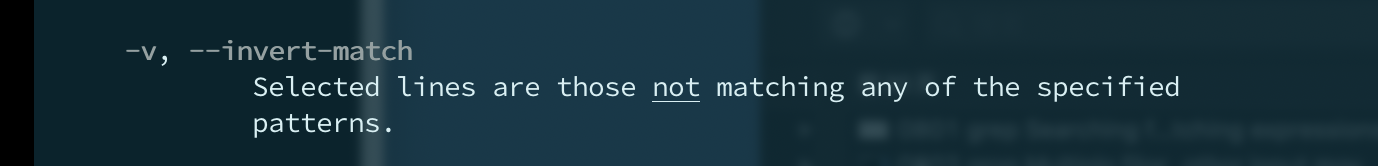 -v, --invert-match
Selected lines are those not matching any of the specified
patterns.